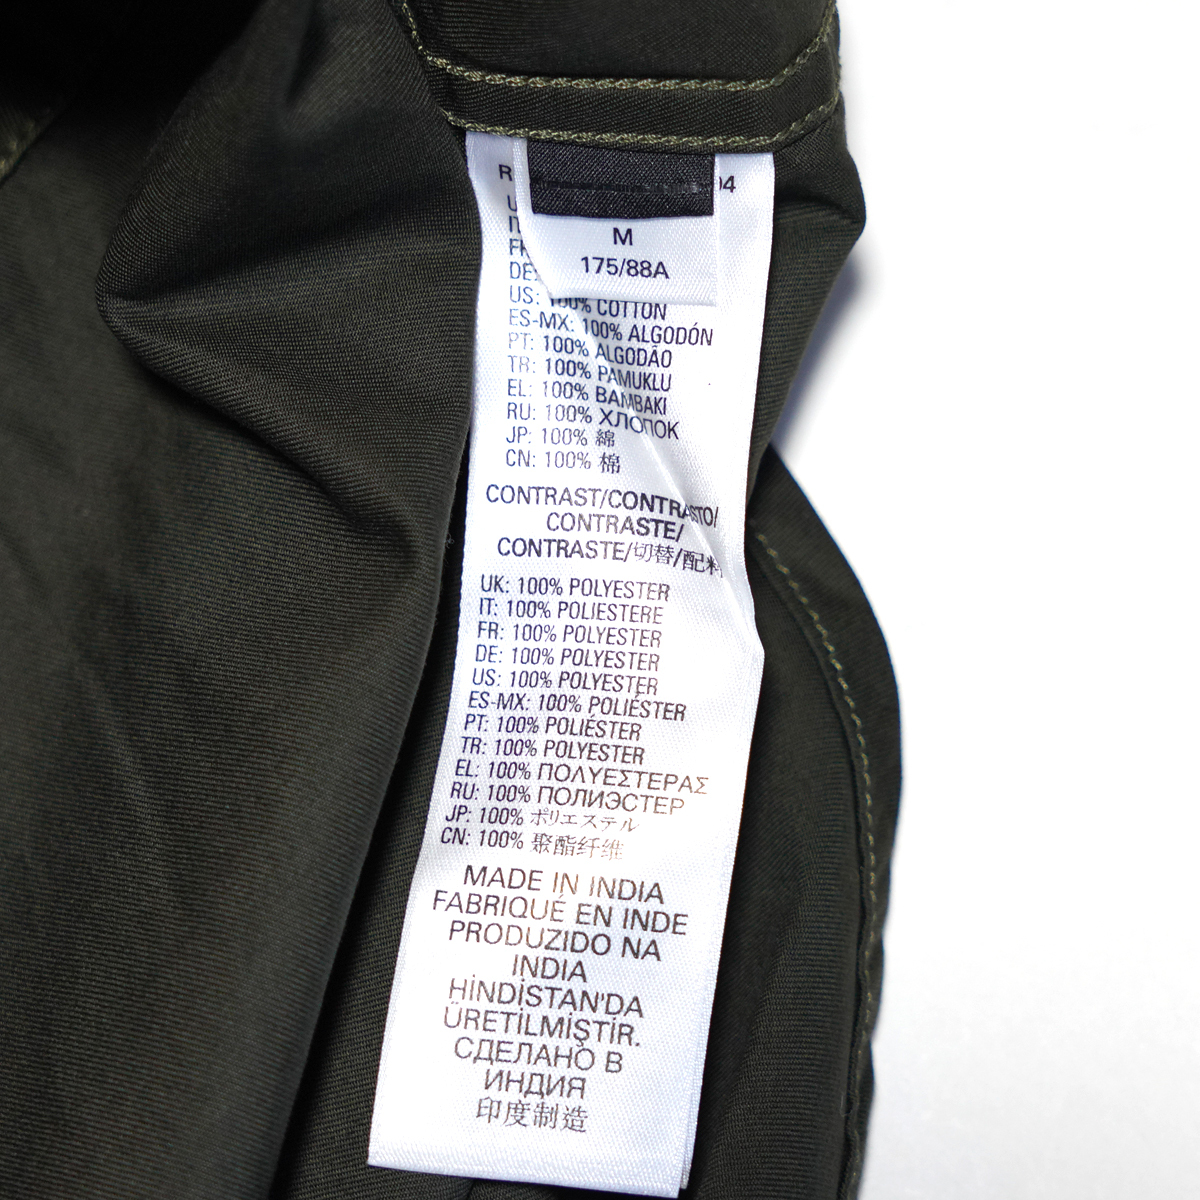 M
175/88A
US: 100% COTTON
ES-MX: 100% ALGODÓN
PT: 100% ALGODÃO
TR: 100% PAMUKLU
EL: 100% BAMBAKI
RU: 100% ХЛОПОК
JP: 100% 綿
CN: 100% 棉
CONTRAST/CONTRASTO/
CONTRASTE/
CONTRASTE/切替/配料
UK: 100% POLYESTER
IT: 100% POLIESTERE
FR: 100% POLYESTER
DE: 100% POLYESTER
US: 100% POLYESTER
ES-MX: 100% POLIÉSTER
PT: 100% POLIÉSTER
TR: 100% POLYESTER
EL: 100% ΠΟΛΥΕΣΤΕΡΑΣ
RU: 100% ПОЛИЭСТЕР
JP: 100% ポリエステル
CN: 100% 聚酯纤维
MADE IN INDIA
FABRIQUÉ EN INDE
PRODUZIDO NA
INDIA
HİNDİSTAN'DA
ÜRETİLMİŞTİR.
СДЕЛАНО В
ИНДИЯ
印度制造